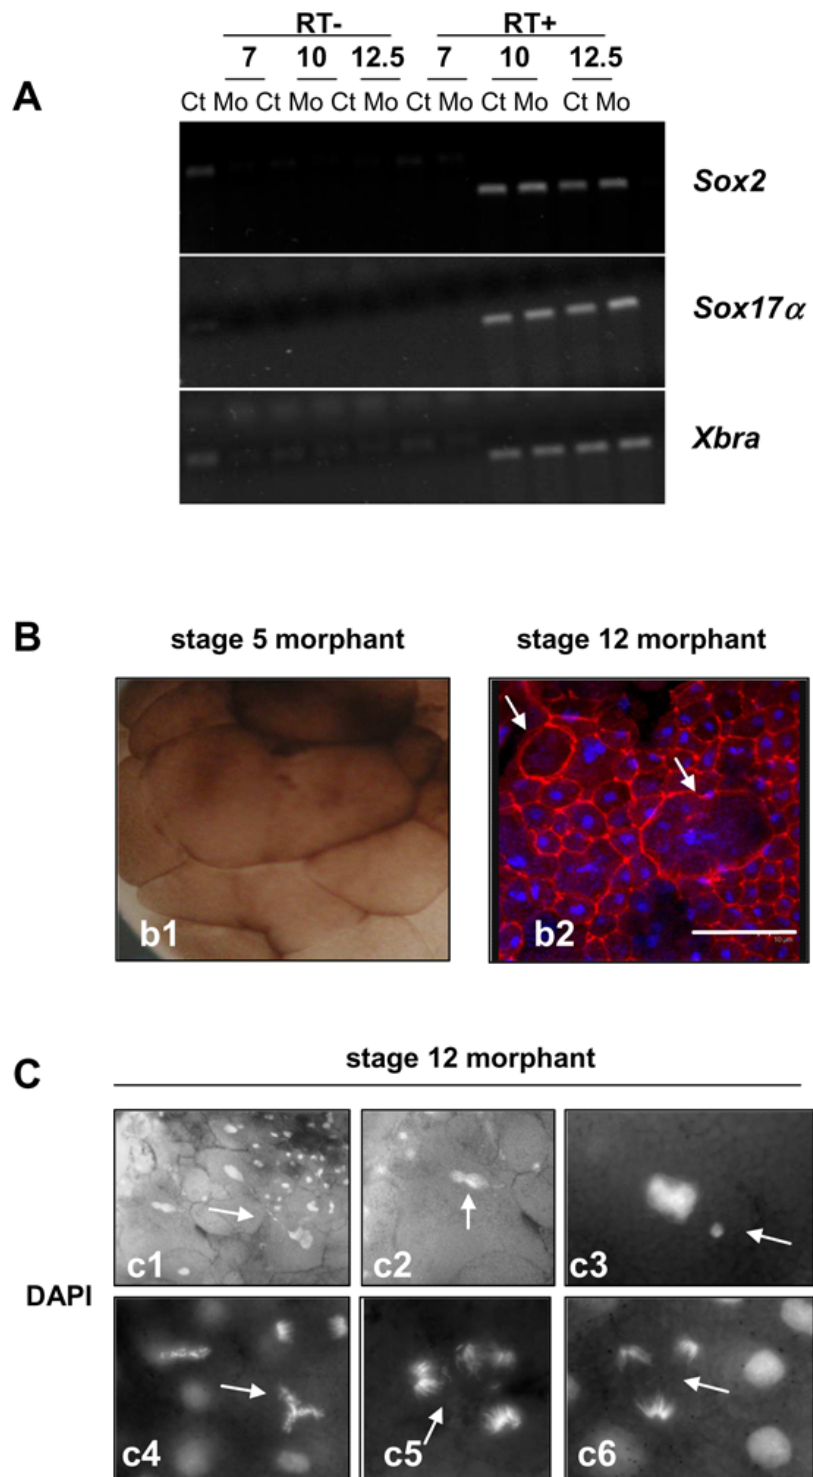 RT- RT+
7 10 12.5 7 10 12.5
A
Ct Mo Ct Mo Ct Mo Ct Mo Ct Mo Ct Mo
Sox2
Sox17α
Xbra
B
stage 5 morphant stage 12 morphant
b1 b2
10 µm
C
stage 12 morphant
c1 c2 c3
DAPI
c4 c5 c6